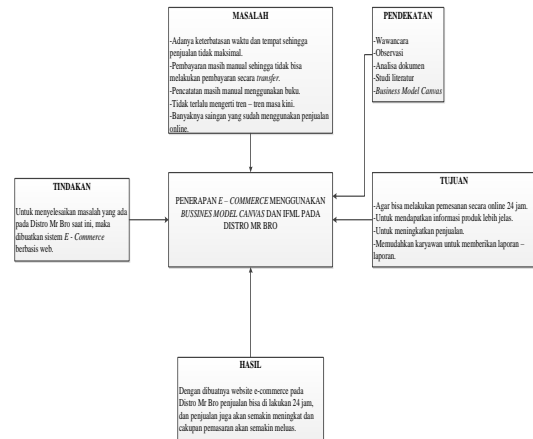 MASALAH
-Adanya keterbatasan waktu dan tempat sehingga
penjualan tidak maksimal.
-Pembayaran masih manual sehingga tidak bisa
melakukan pembayaran secara transfer.
-Pencatatan masih manual menggunakan buku.
-Tidak terlalu mengerti tren – tren masa kini.
-Banyaknya saingan yang sudah menggunakan penjualan
online.
PENDEKATAN
-Wawancara
-Observasi
-Analisa dokumen
-Studi literatur
-Business Model Canvas
TINDAKAN
Untuk menyelesaikan masalah yang ada
pada Distro Mr Bro saat ini, maka
dibuatkan sistem E - Commerce
berbasis web.
PENERAPAN E – COMMERCE MENGGUNAKAN
BUSSINES MODEL CANVAS DAN IFML PADA
DISTRO MR BRO
TUJUAN
-Agar bisa melakukan pemesanan secara online 24 jam.
-Untuk mendapatkan informasi produk lebih jelas.
-Untuk meningkatkan penjualan.
-Memudahkan karyawan untuk memberikan laporan –
laporan.
HASIL
Dengan dibuatnya website e-commerce pada
Distro Mr Bro penjualan bisa di lakukan 24 jam,
dan penjualan juga akan semakin meningkat dan
cakupan pemasaran akan semakin meluas.